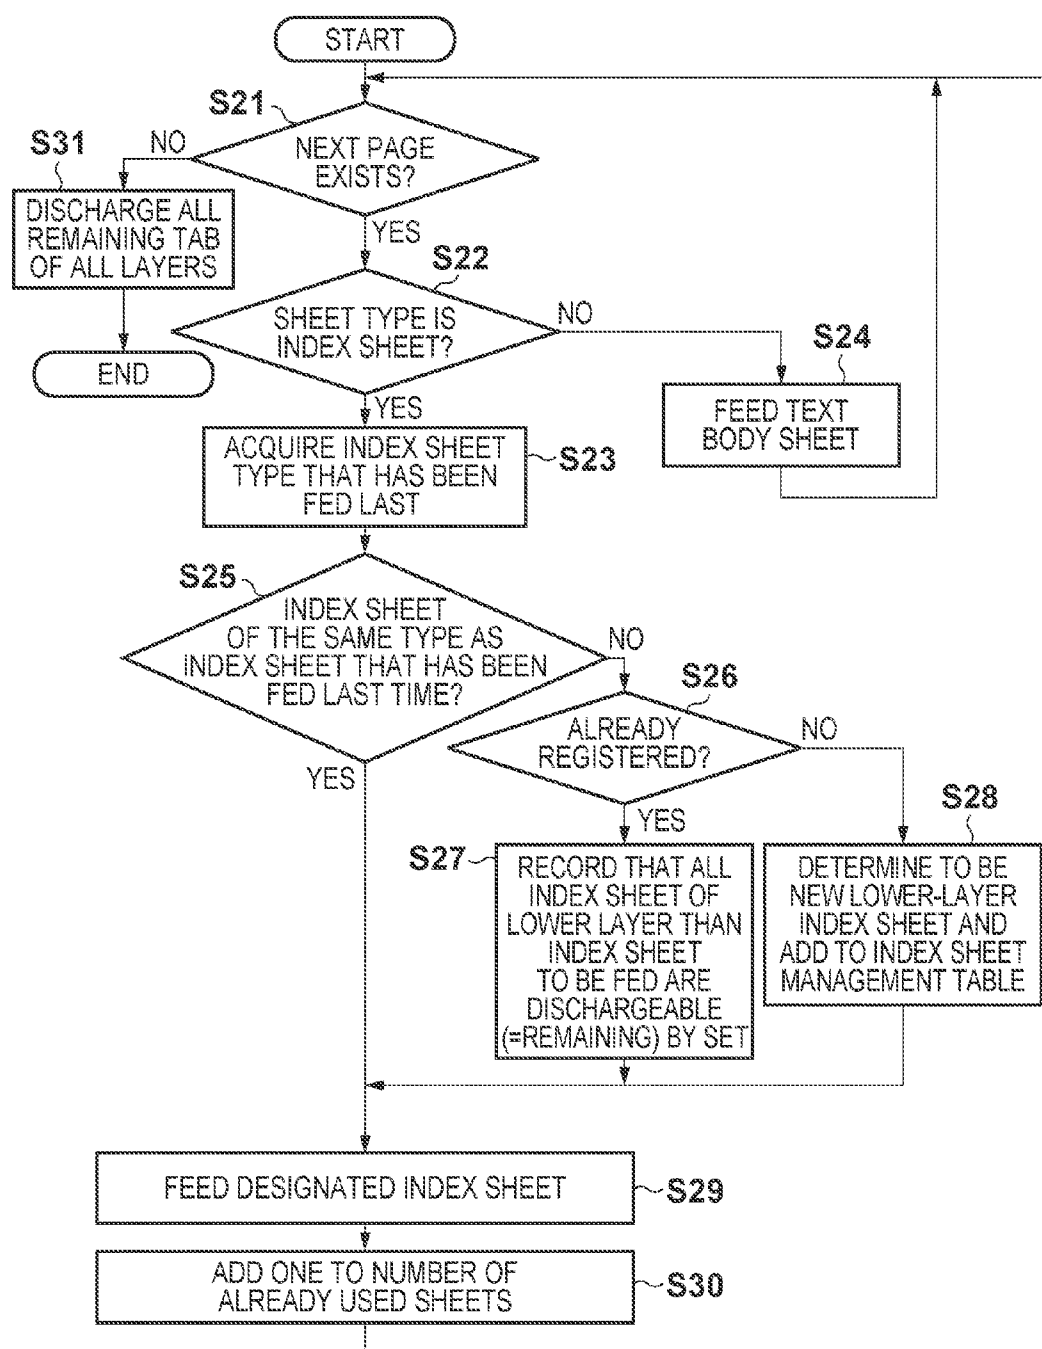 START
S21
NEXT PAGE
EXISTS?
NO
S31
DISCHARGE ALL
REMAINING TAB
OF ALL LAYERS
END
YES
S22
SHEET TYPE IS
INDEX SHEET?
NO
S24
FEED TEXT
BODY SHEET
YES
ACQUIRE INDEX SHEET
TYPE THAT HAS BEEN
FED LAST
S23
S25
INDEX SHEET
OF THE SAME TYPE AS
INDEX SHEET THAT HAS BEEN
FED LAST TIME?
NO
S26
ALREADY
REGISTERED?
NO
YES
YES
S27
RECORD THAT ALL
INDEX SHEET OF
LOWER LAYER THAN
INDEX SHEET
TO BE FED ARE
DISCHARGEABLE
(=REMAINING) BY SET
S28
DETERMINE TO BE
NEW LOWER-LAYER
INDEX SHEET AND
ADD TO INDEX SHEET
MANAGEMENT TABLE
FEED DESIGNATED INDEX SHEET
S29
ADD ONE TO NUMBER OF
ALREADY USED SHEETS
S30